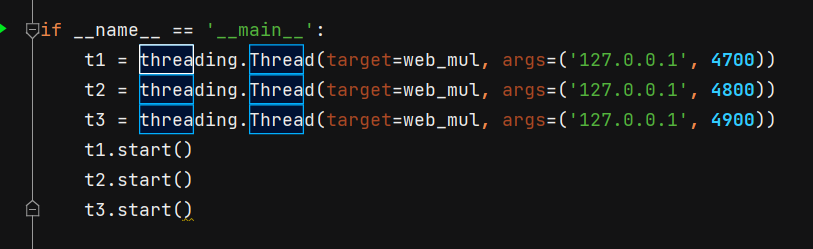 if __name__ == '__main__':
    t1 = threading.Thread(target=web_mul, args=('127.0.0.1', 4700))
    t2 = threading.Thread(target=web_mul, args=('127.0.0.1', 4800))
    t3 = threading.Thread(target=web_mul, args=('127.0.0.1', 4900))
    t1.start()
    t2.start()
    t3.start()